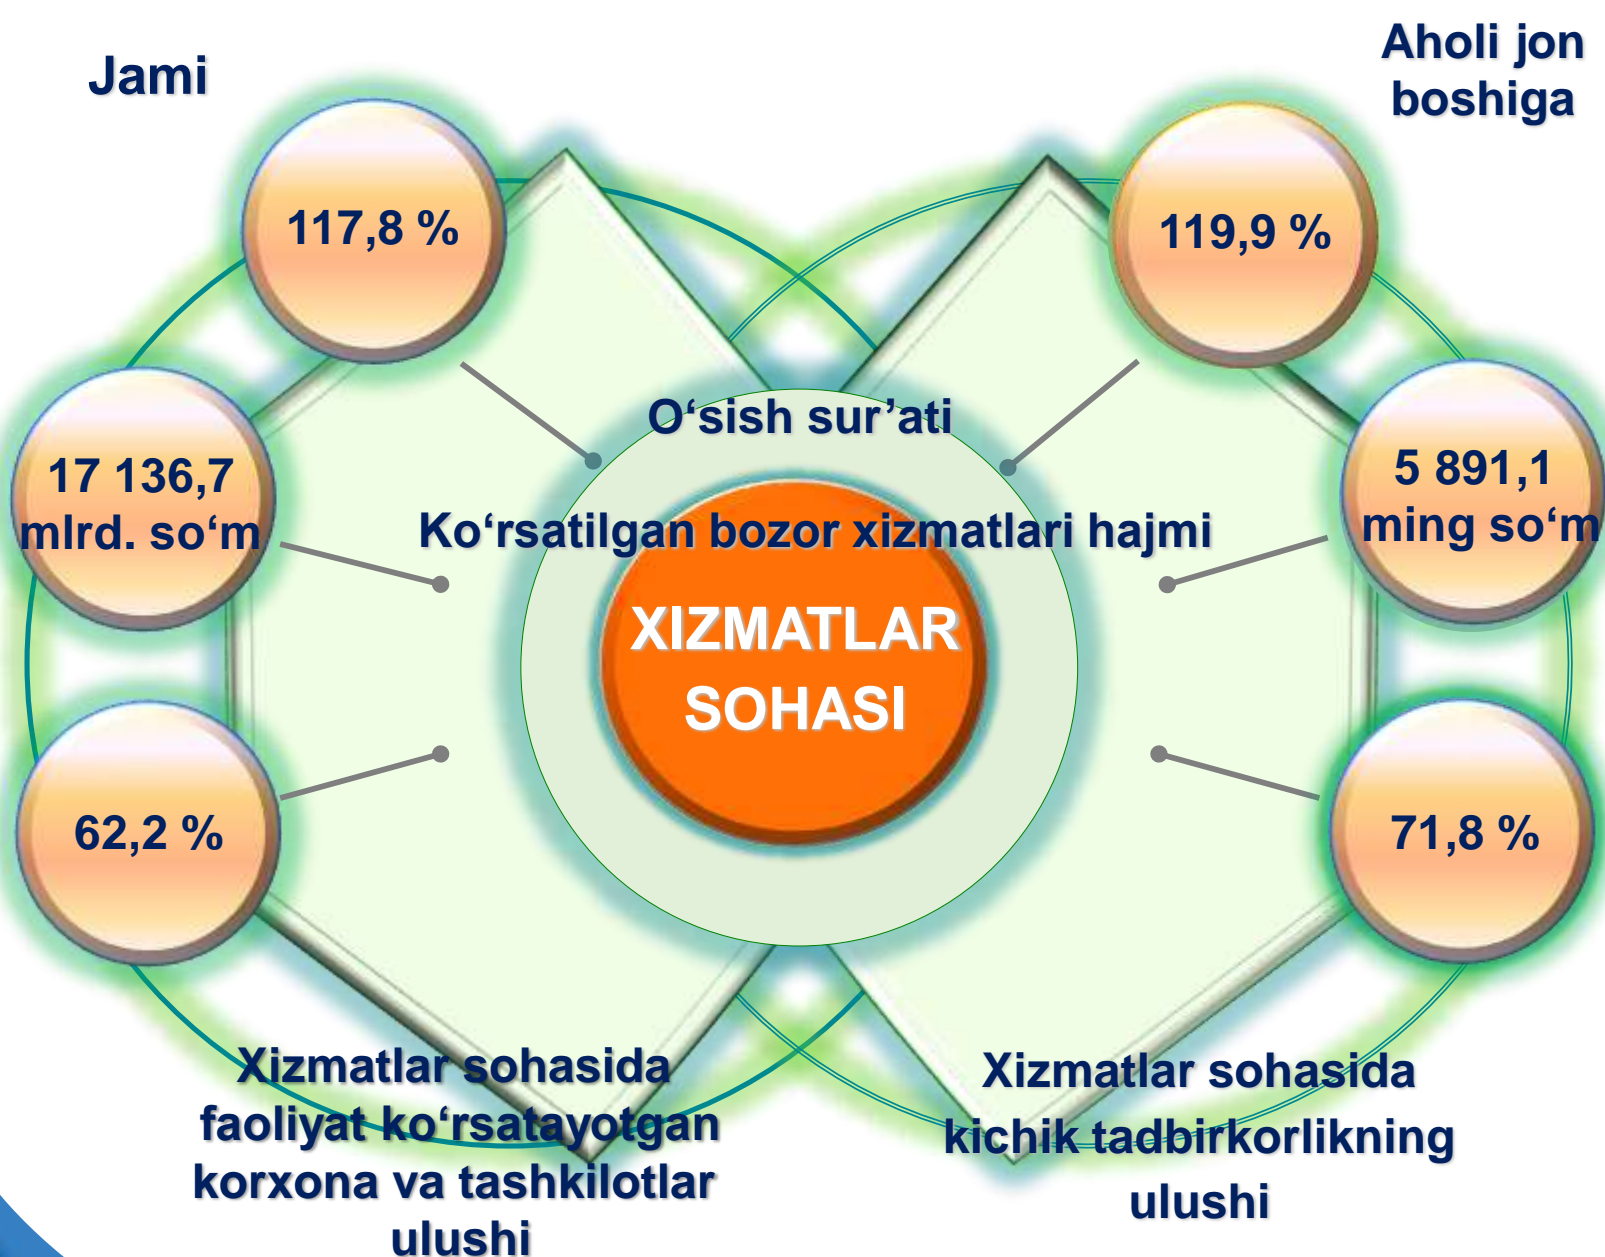 Jami
Aholi jon
boshiga
117,8 %
119,9 %
O‘sish sur’ati
17 136,7
mlrd. so‘m
5 891,1
ming so‘m
Ko‘rsatilgan bozor xizmatlari hajmi
XIZMATLAR
SOHASI
62,2 %
71,8 %
Xizmatlar sohasida
faoliyat ko‘rsatayotgan
korxona va tashkilotlar
ulushi
Xizmatlar sohasida
kichik tadbirkorlikning
ulushi